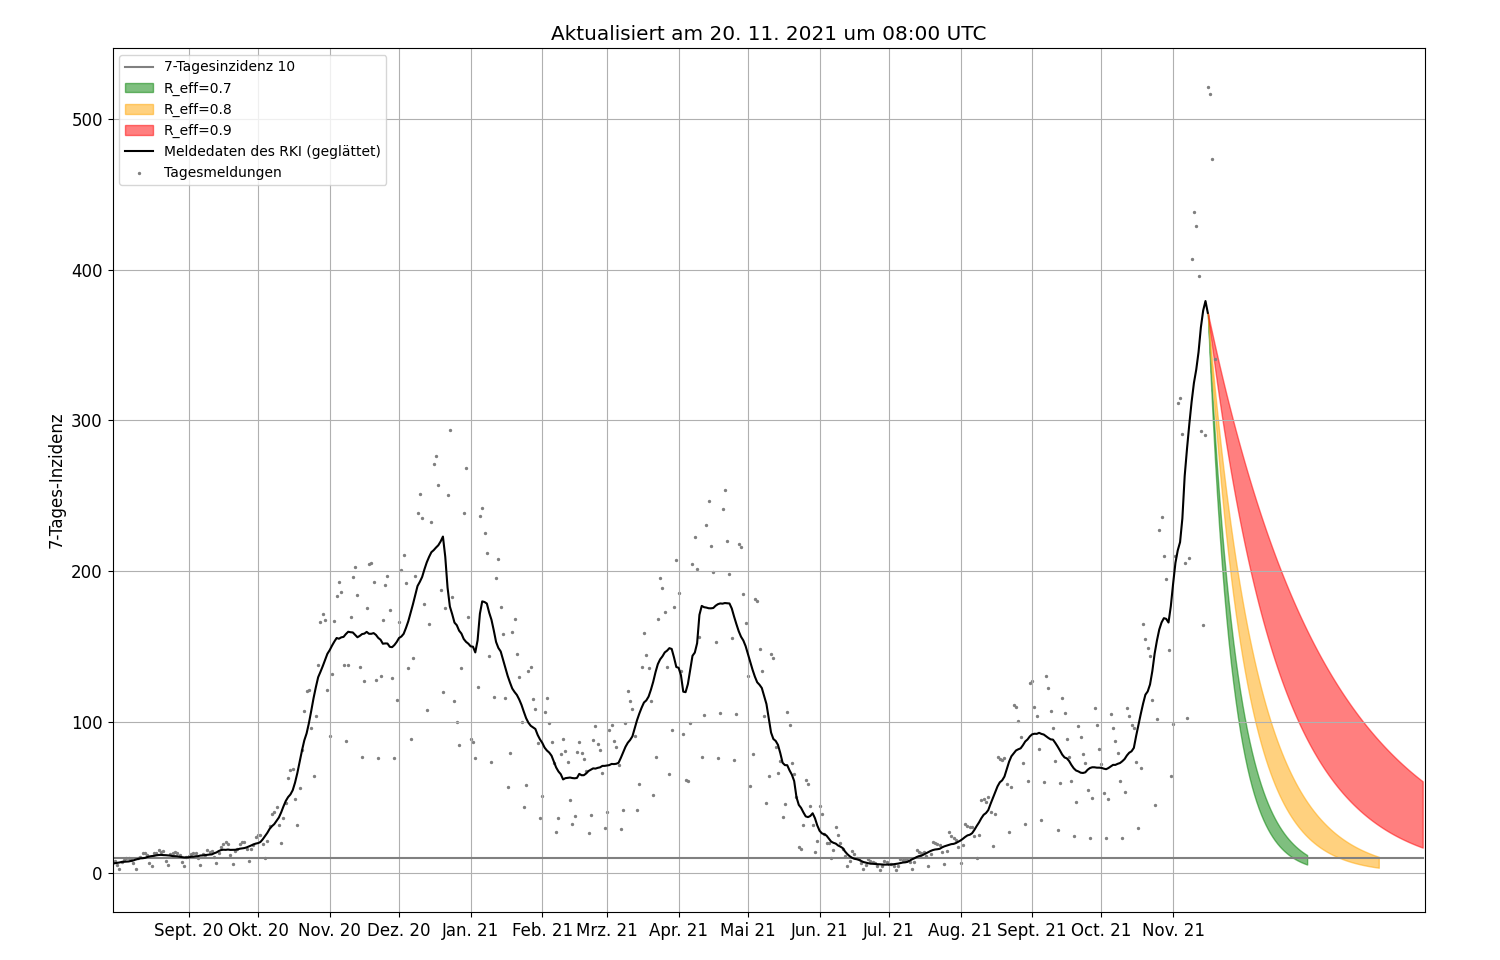 Aktualisiert am 20. 11. 2021 um 08:00 UTC
7-Tagesinzidenz 10
R_eff=0.7
R_eff=0.8
R_eff=0.9
Meldedaten des RKI (geglättet)
Tagesmeldungen
7-Tages-Inzidenz
500
400
300
200
100
0
Sept. 20 Okt. 20 Nov. 20 Dez. 20 Jan. 21 Feb. 21 Mrz. 21 Apr. 21 Mai 21 Jun. 21 Jul. 21 Aug. 21 Sept. 21 Oct. 21 Nov. 21